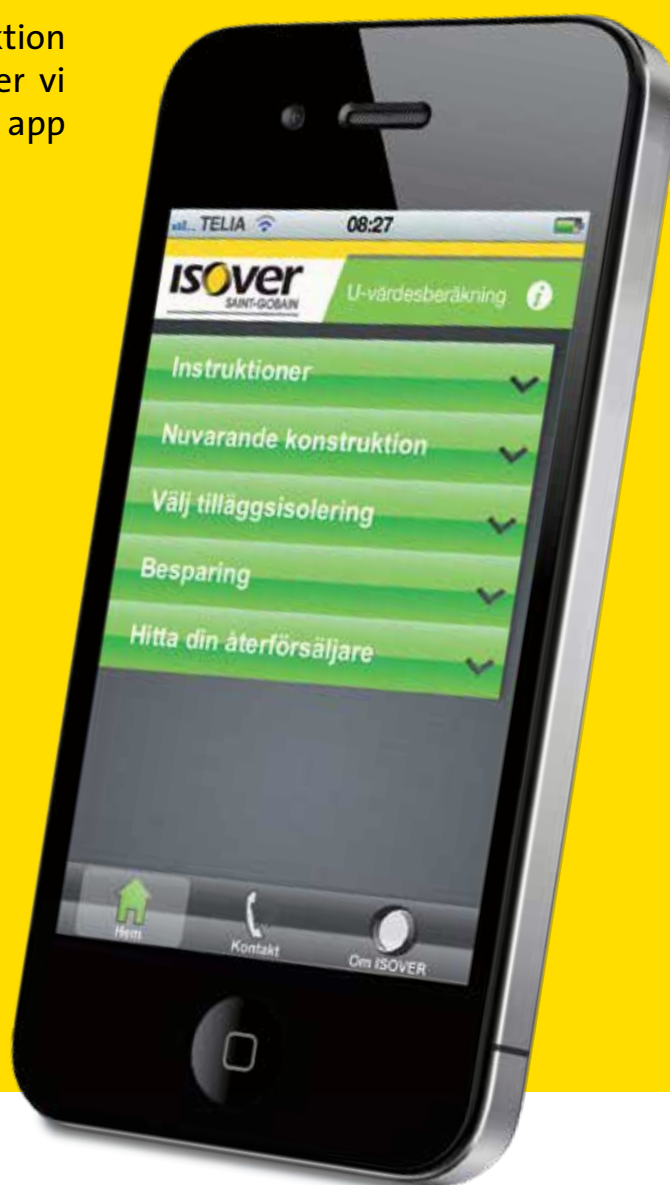 ktion
er vi
app
TELIA 08:27
ISOVER
SAINT-GOBAIN
U-värdesberäkning i
Instruktioner
Nuvarande konstruktion
Välj tilläggsisolering
Besparing
Hitta din återförsäljare
Hem Kontakt Om ISOVER